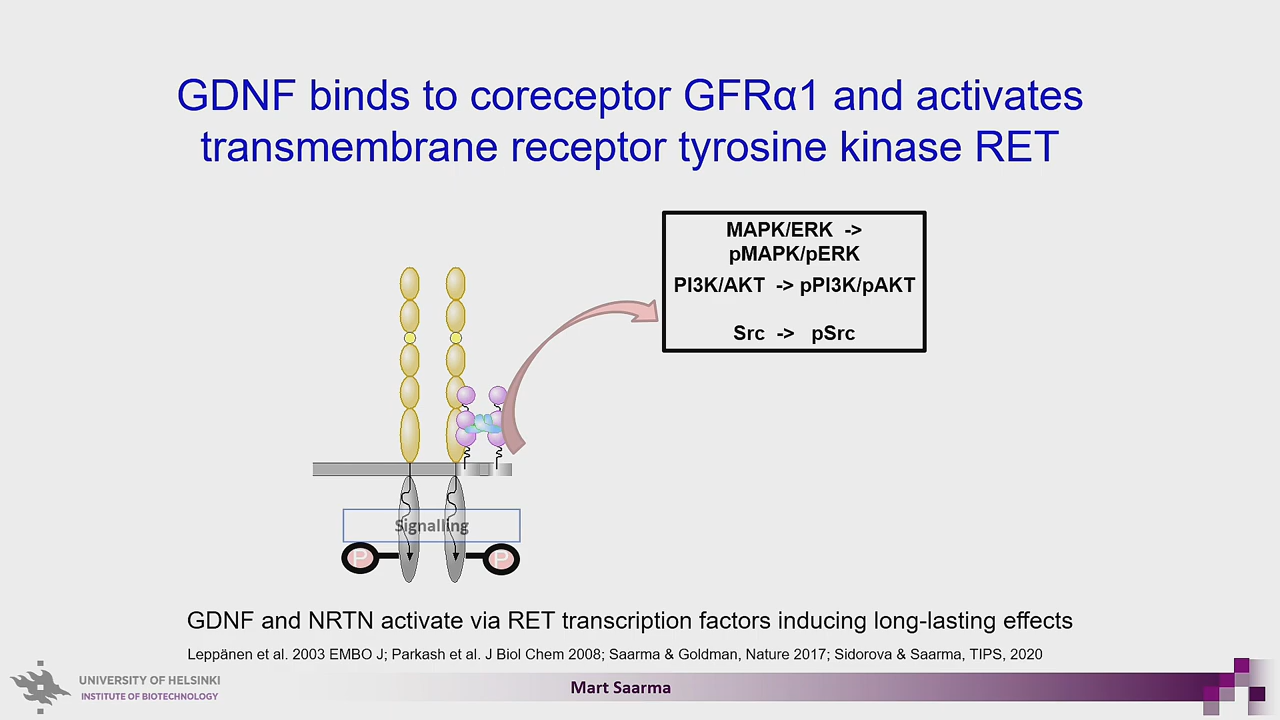 GDNF binds to coreceptor GFRα1 and activates
transmembrane receptor tyrosine kinase RET
MAPK/ERK ->
pMAPK/pERK
PI3K/AKT -> pPI3K/pAKT
Src -> pSrc
Signalling
P P
GDNF and NRTN activate via RET transcription factors inducing long-lasting effects
Leppänen et al. 2003 EMBO J; Parkash et al. J Biol Chem 2008; Saarma & Goldman, Nature 2017; Sidorova & Saarma, TIPS, 2020
UNIVERSITY OF HELSINKI
INSTITUTE OF BIOTECHNOLOGY
Mart Saarma